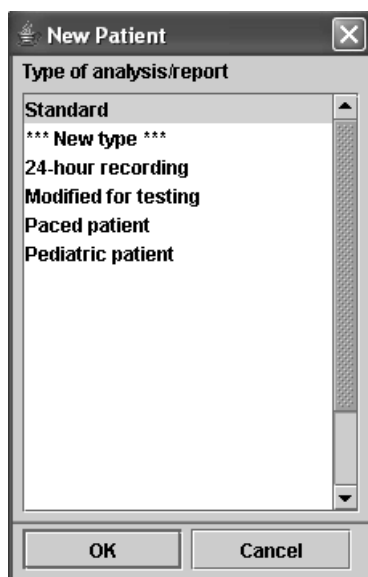 New Patient
Type of analysis/report
Standard
*** New type ***
24-hour recording
Modified for testing
Paced patient
Pediatric patient
OK Cancel